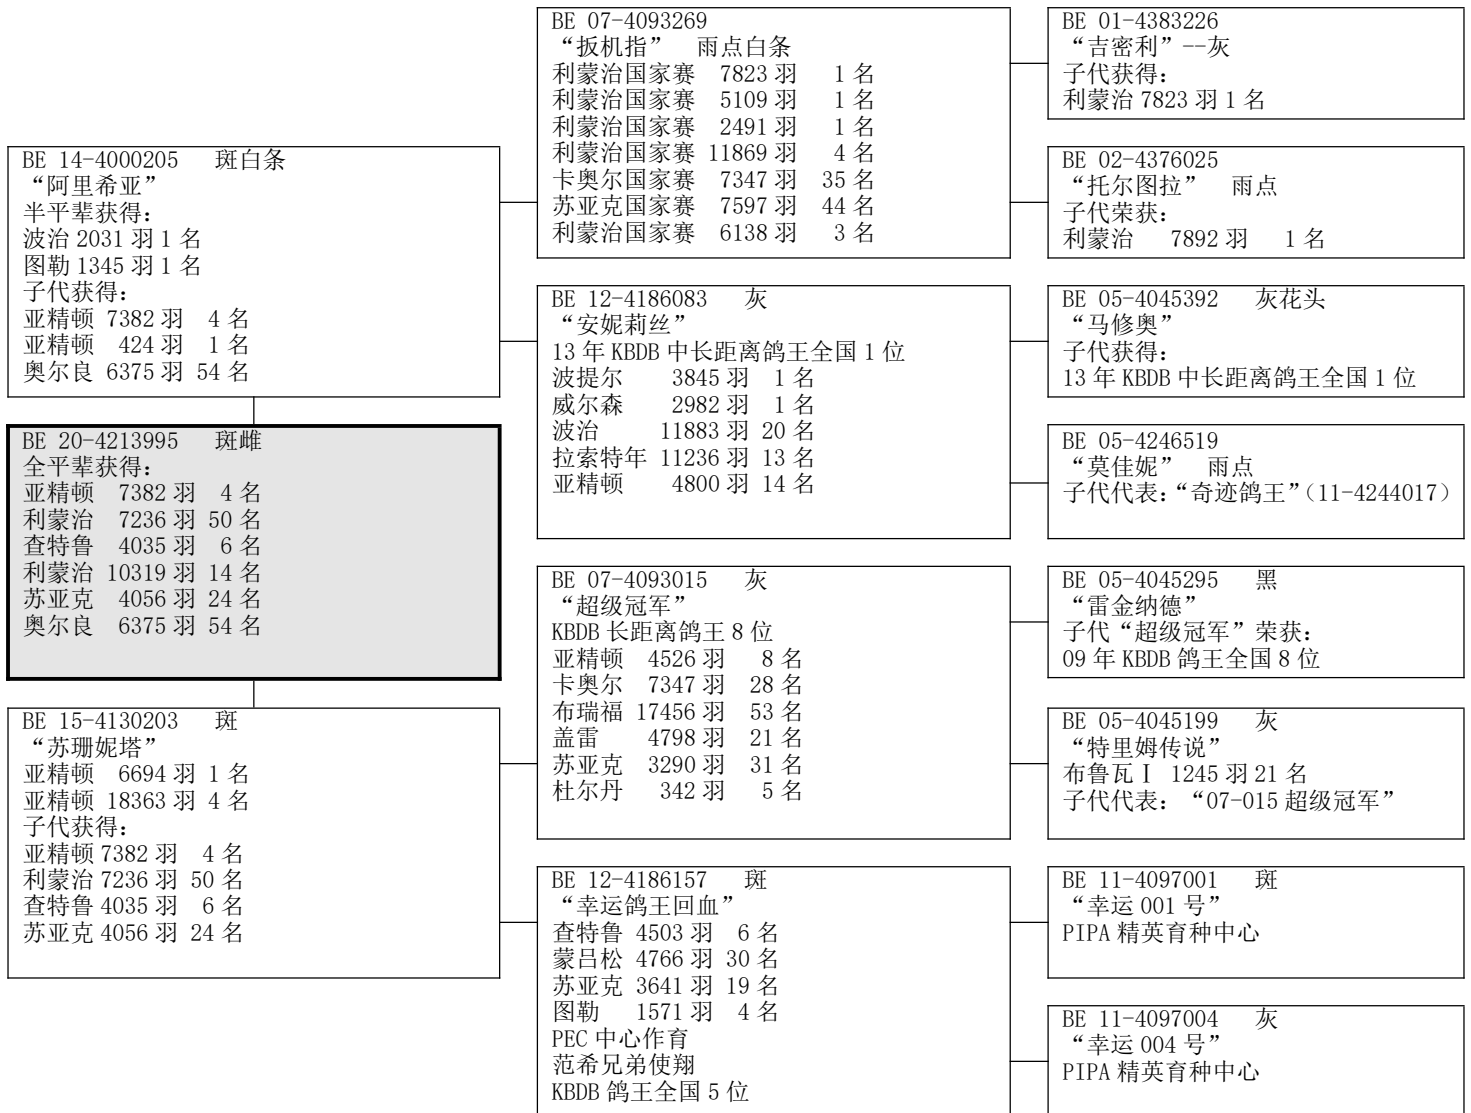 BE 14-4000205 斑白条
“阿里希亚”
半平辈获得：
波治 2031 羽 1 名
图勒 1345 羽 1 名
子代获得：
亚精顿 7382 羽 4 名
亚精顿 424 羽 1 名
奥尔良 6375 羽 54 名
BE 20-4213995 斑雌
全平辈获得：
亚精顿 7382 羽 4 名
利蒙治 7236 羽 50 名
查特鲁 4035 羽 6 名
利蒙治 10319 羽 14 名
苏亚克 4056 羽 24 名
奥尔良 6375 羽 54 名
BE 15-4130203 斑
“苏珊妮塔”
亚精顿 6694 羽 1 名
亚精顿 18363 羽 4 名
子代获得：
亚精顿 7382 羽 4 名
利蒙治 7236 羽 50 名
查特鲁 4035 羽 6 名
苏亚克 4056 羽 24 名
BE 07-4093269
“扳机指” 雨点白条
利蒙治国家赛 7823 羽 1 名
利蒙治国家赛 5109 羽 1 名
利蒙治国家赛 2491 羽 1 名
利蒙治国家赛 11869 羽 4 名
卡奥尔国家赛 7347 羽 35 名
苏亚克国家赛 7597 羽 44 名
利蒙治国家赛 6138 羽 3 名
BE 12-4186083 灰
“安妮莉丝”
13 年 KBDB 中长距离鸽王全国 1 位
波提尔 3845 羽 1 名
威尔森 2982 羽 1 名
波治 11883 羽 20 名
拉索特年 11236 羽 13 名
亚精顿 4800 羽 14 名
BE 07-4093015 灰
“超级冠军”
KBDB 长距离鸽王 8 位
亚精顿 4526 羽 8 名
卡奥尔 7347 羽 28 名
布瑞福 17456 羽 53 名
盖雷 4798 羽 21 名
苏亚克 3290 羽 31 名
杜尔丹 342 羽 5 名
BE 12-4186157 斑
“幸运鸽王回血”
查特鲁 4503 羽 6 名
蒙吕松 4766 羽 30 名
苏亚克 3641 羽 19 名
图勒 1571 羽 4 名
PEC 中心作育
范希兄弟使翔
KBDB 鸽王全国 5 位
BE 01-4383226
“吉密利”--灰
子代获得：
利蒙治 7823 羽 1 名
BE 02-4376025
“托尔图拉” 雨点
子代荣获：
利蒙治 7892 羽 1 名
BE 05-4045392 灰花头
“马修奥”
子代获得：
13 年 KBDB 中长距离鸽王全国 1 位
BE 05-4246519
“莫佳妮” 雨点
子代代表：“奇迹鸽王”（11-4244017）
BE 05-4045295 黑
“雷金纳德”
子代“超级冠军”荣获：
09 年 KBDB 鸽王全国 8 位
BE 05-4045199 灰
“特里姆传说”
布鲁瓦Ⅰ 1245 羽 21 名
子代代表： “07-015 超级冠军”
BE 11-4097001 斑
“幸运 001 号”
PIPA 精英育种中心
BE 11-4097004 灰
“幸运 004 号”
PIPA 精英育种中心